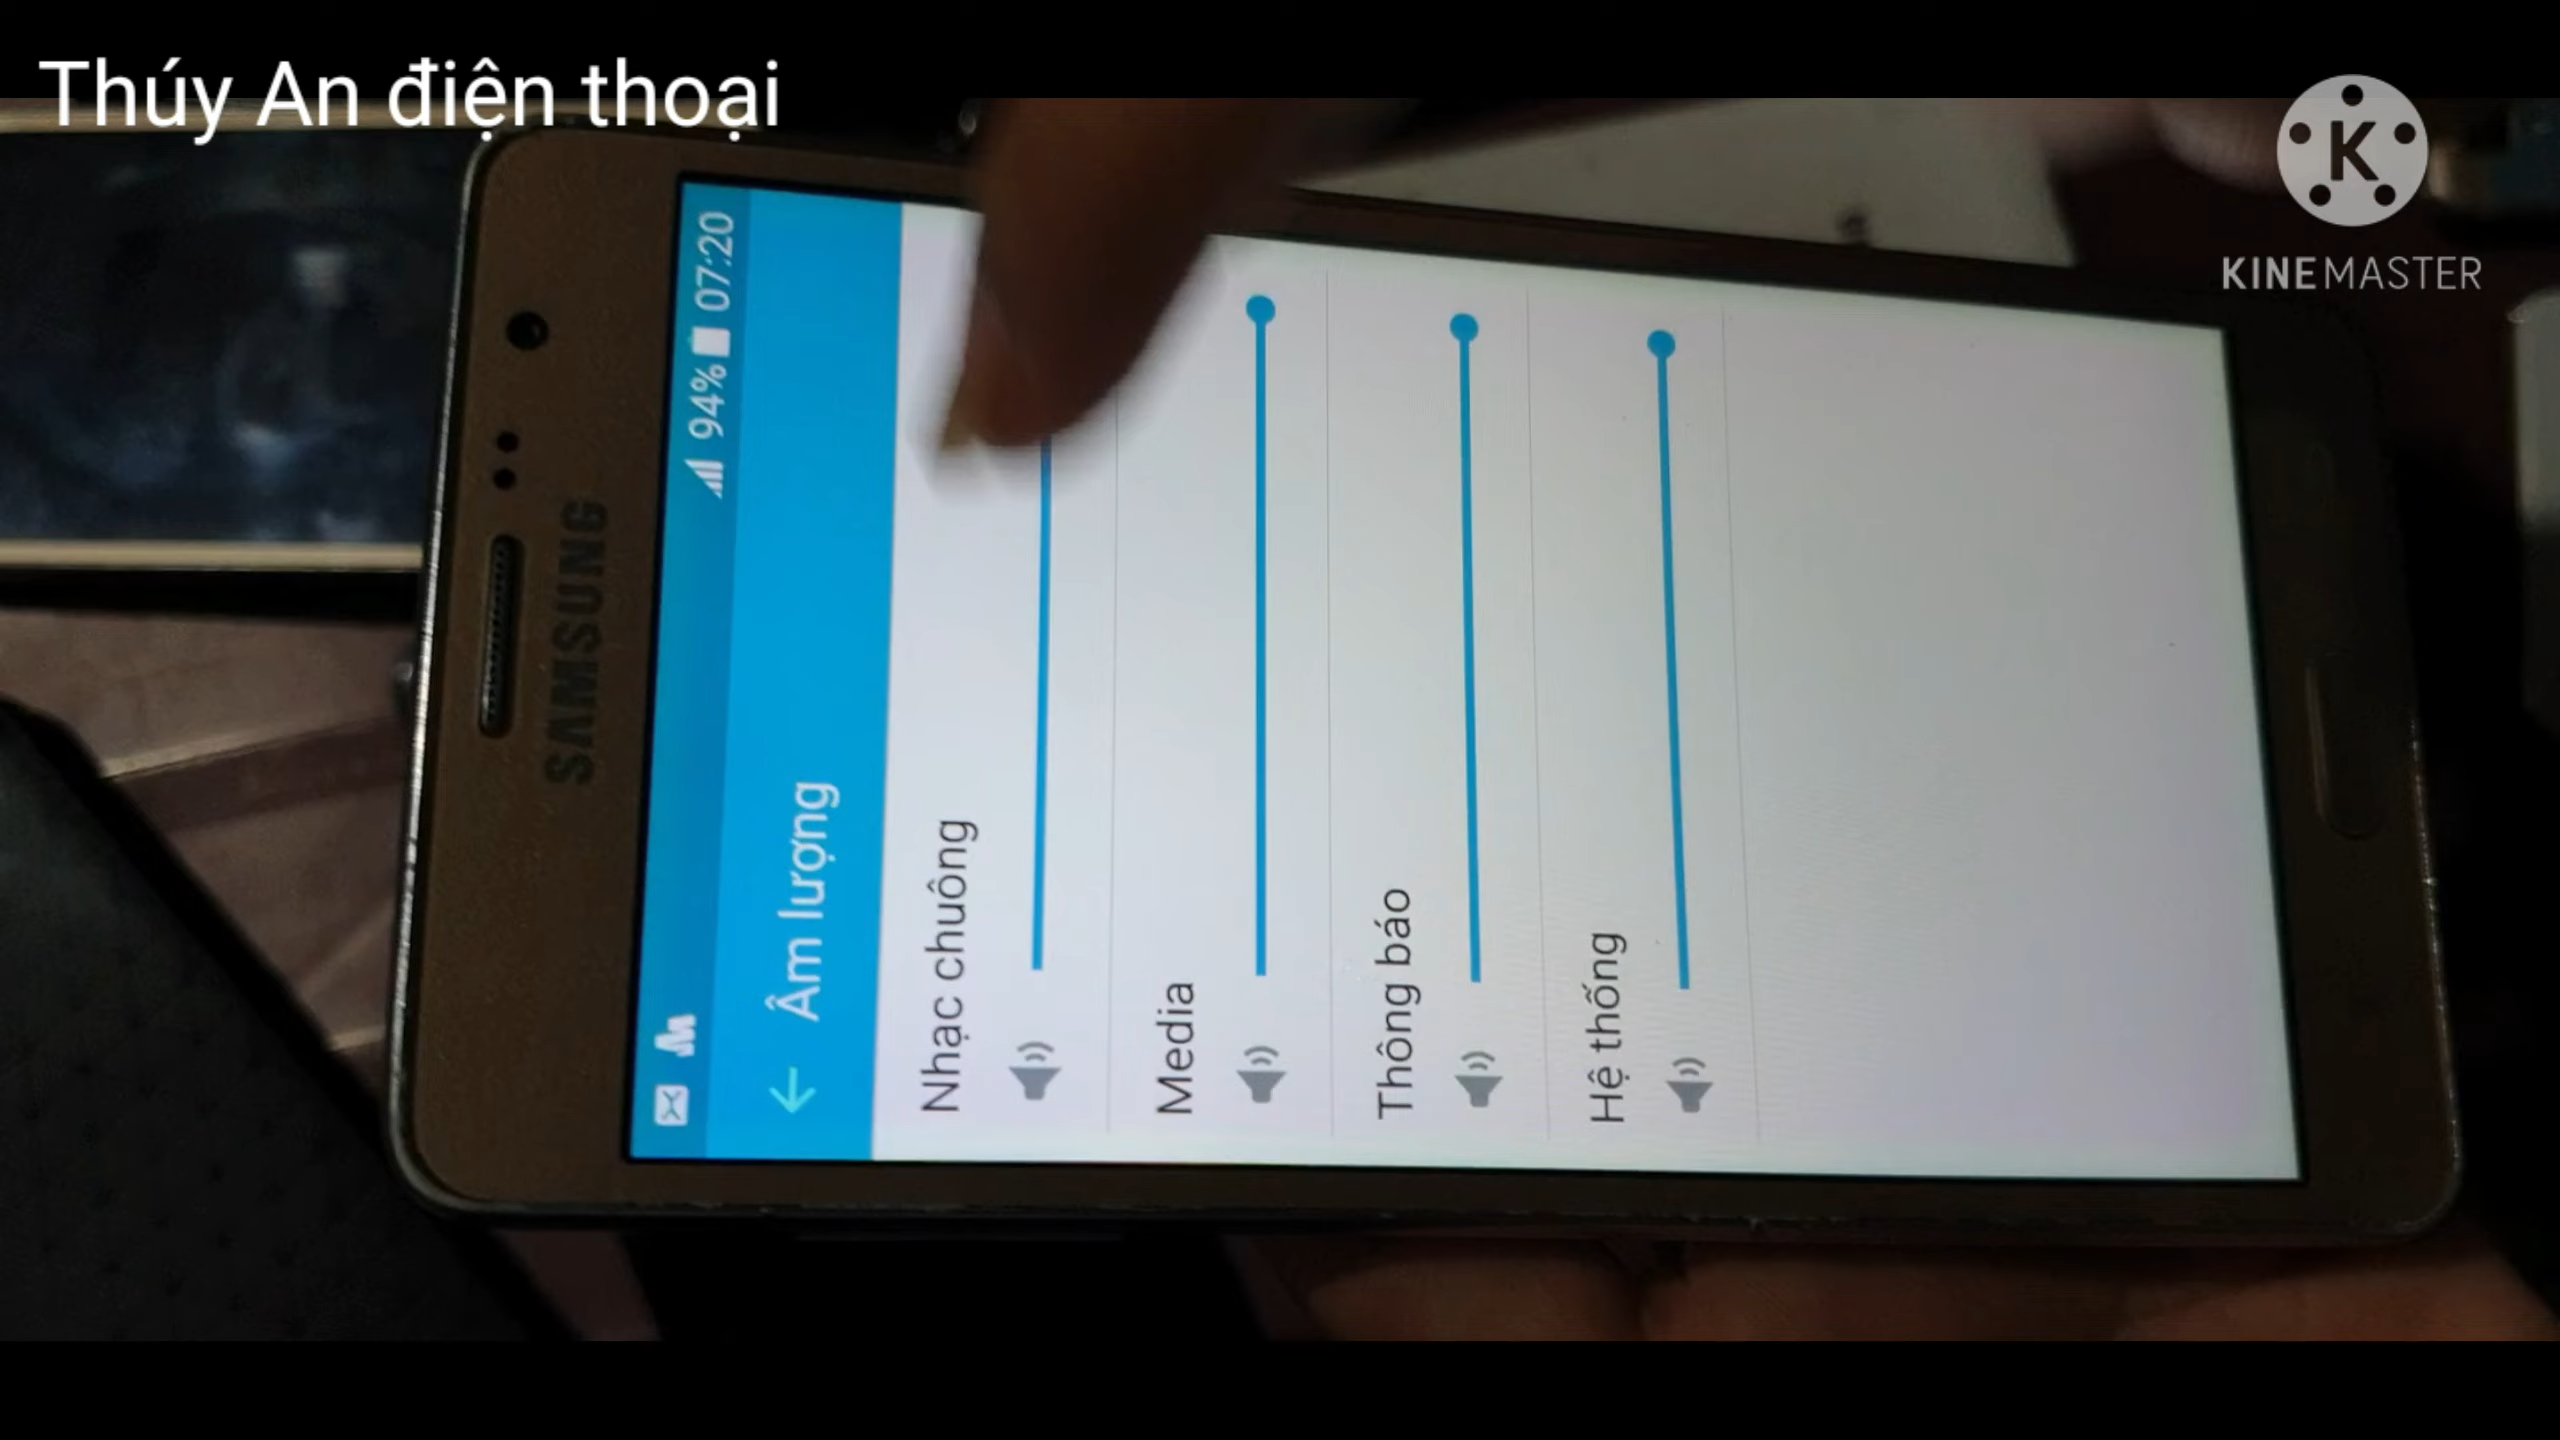 Thúy An điện thoại
K
KINEMASTER
SAMSUNG
94% 07:20
Âm lượng
Nhạc chuông
Media
Thông báo
Hệ thống